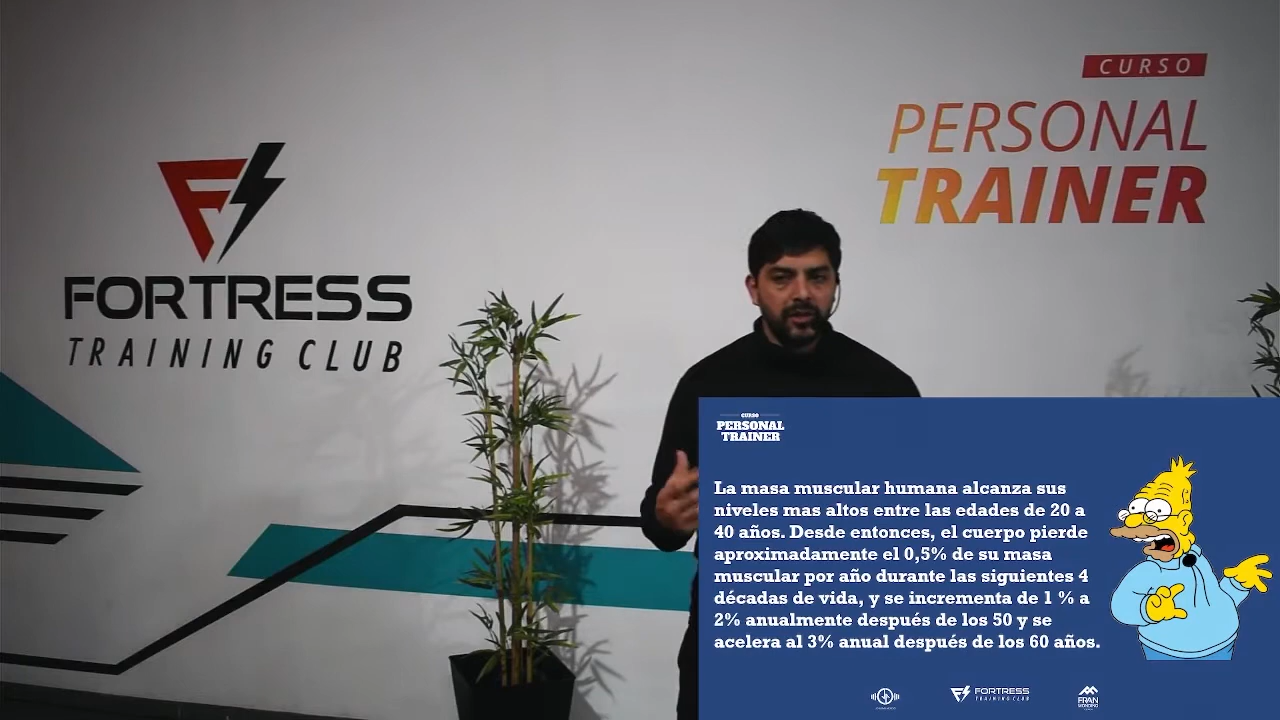 CURSO
PERSONAL
TRAINER
FORTRESS
TRAINING CLUB
CURSO
PERSONAL
TRAINER
La masa muscular humana alcanza sus
niveles mas altos entre las edades de 20 a
40 años. Desde entonces, el cuerpo pierde
aproximadamente el 0,5% de su masa
muscular por año durante las siguientes 4
décadas de vida, y se incrementa de 1 % a
2% anualmente después de los 50 y se
acelera al 3% anual después de los 60 años.
FORTRESS
TRAINING CLUB
FRAN